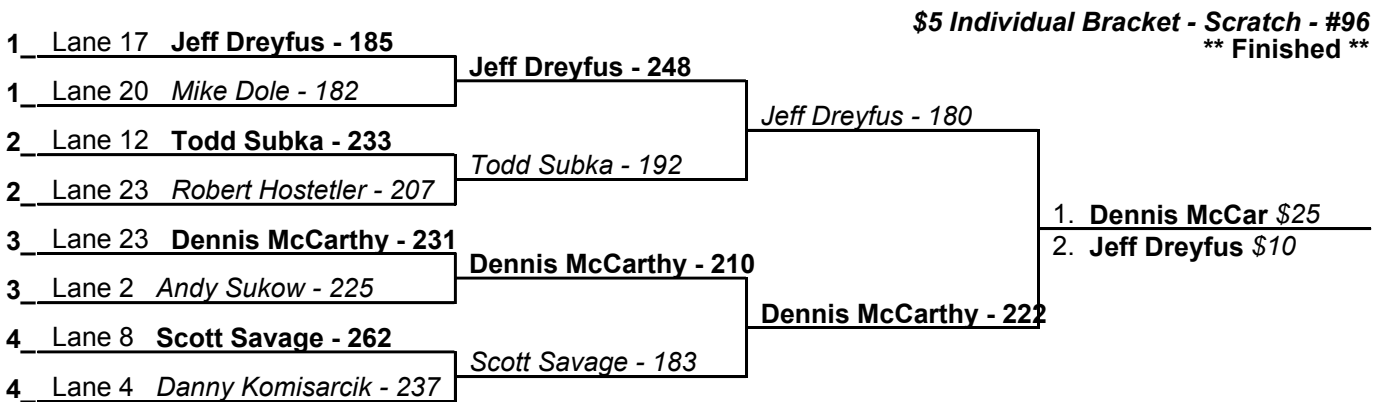 $5 Individual Bracket - Scratch - #96
** Finished **
1_ Lane 17 Jeff Dreyfus - 185
1_ Lane 20 Mike Dole - 182
2_ Lane 12 Todd Subka - 233
2_ Lane 23 Robert Hostetler - 207
3_ Lane 23 Dennis McCarthy - 231
3_ Lane 2 Andy Sukow - 225
4_ Lane 8 Scott Savage - 262
4_ Lane 4 Danny Komisarcik - 237
Jeff Dreyfus - 248
Todd Subka - 192
Dennis McCarthy - 210
Scott Savage - 183
Jeff Dreyfus - 180
Dennis McCarthy - 222
1. Dennis McCar $25
2. Jeff Dreyfus $10